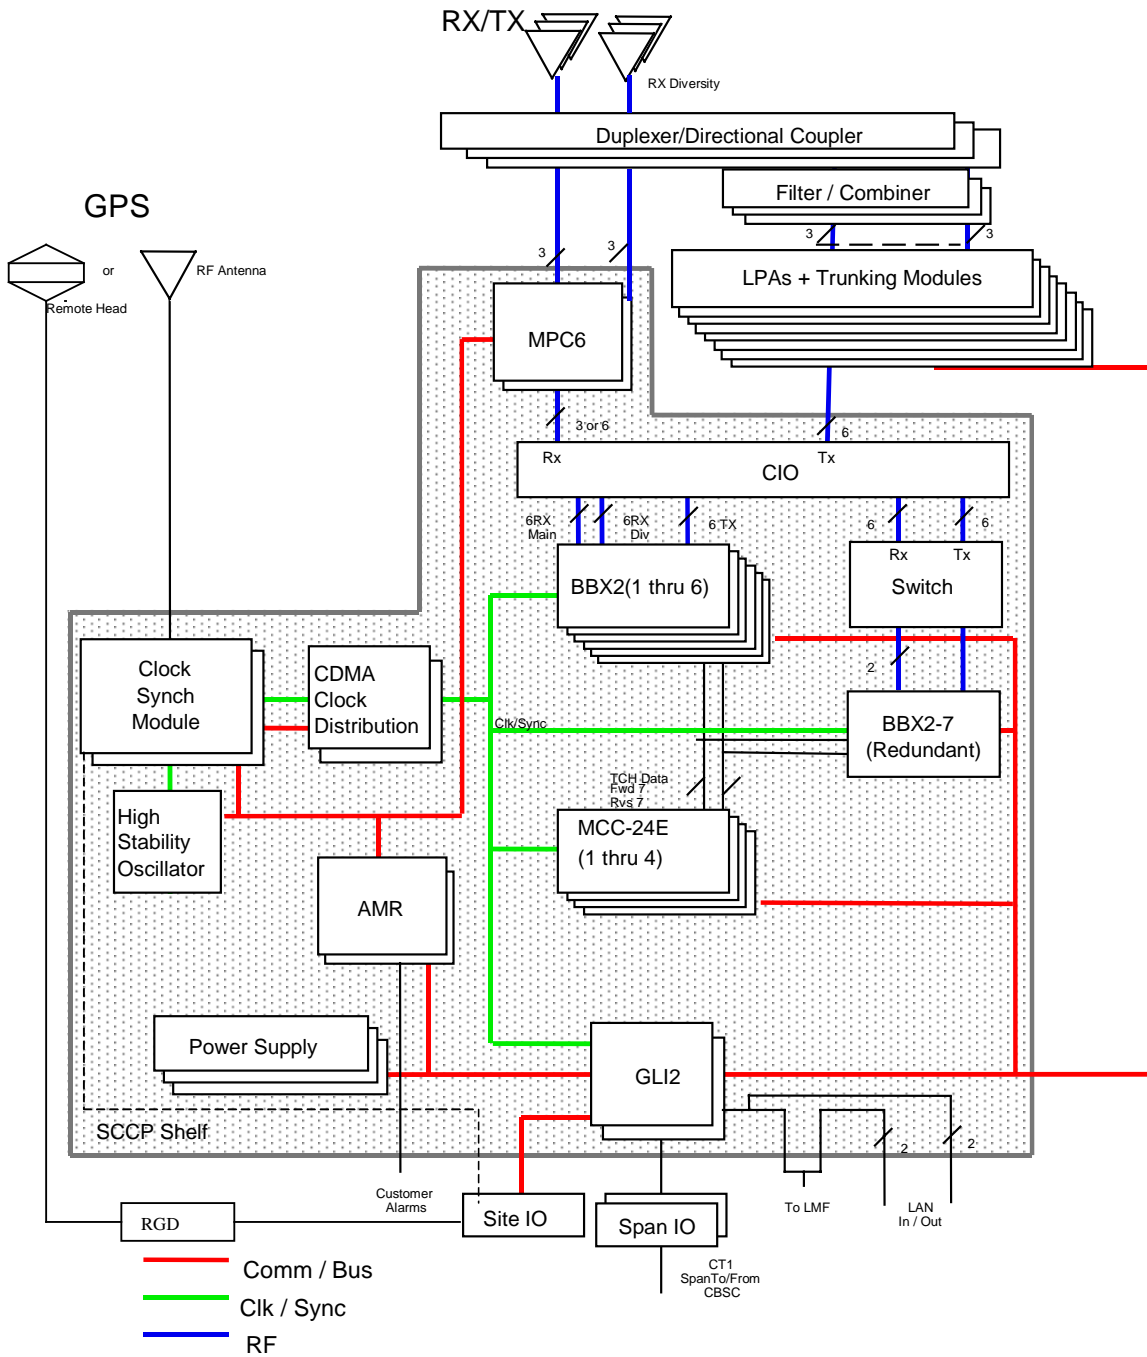 RX/TX
RX Diversity
Duplexer/Directional Coupler
Filter / Combiner
GPS
3
3
or
RF Antenna
Remote Head
3
3
LPAs + Trunking Modules
MPC6
3 or 6
6
Rx
Tx
CIO
6RX
Main
6RX
Div
6 TX
6
6
Rx
Tx
Switch
BBX2(1 thru 6)
2
Clock
Synch
Module
CDMA
Clock
Distribution
Clk/Sync
BBX2-7
(Redundant)
TCH Data
Fwd 7
Rvs 7
High
Stability
Oscillator
MCC-24E
(1 thru 4)
AMR
Power Supply
GLI2
SCCP Shelf
2
2
Customer
Alarms
Site IO
Span IO
To LMF
LAN
In / Out
RGD
CT1
SpanTo/From
CBSC
Comm / Bus
Clk / Sync
RF